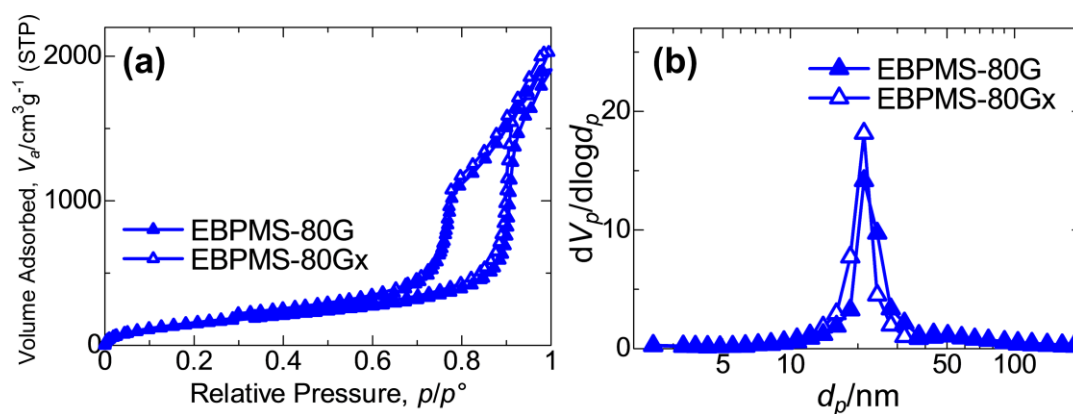 (a)
Volume Adsorbed, Vₐ/cm³g⁻¹ (STP)
2000
1000
0
EBPMS-80G
EBPMS-80Gx
0 0.2 0.4 0.6 0.8 1
Relative Pressure, p/p°
(b)
EBPMS-80G
EBPMS-80Gx
dVₚ/dlogdₚ
20
10
0
5 10 50 100
dₚ/nm